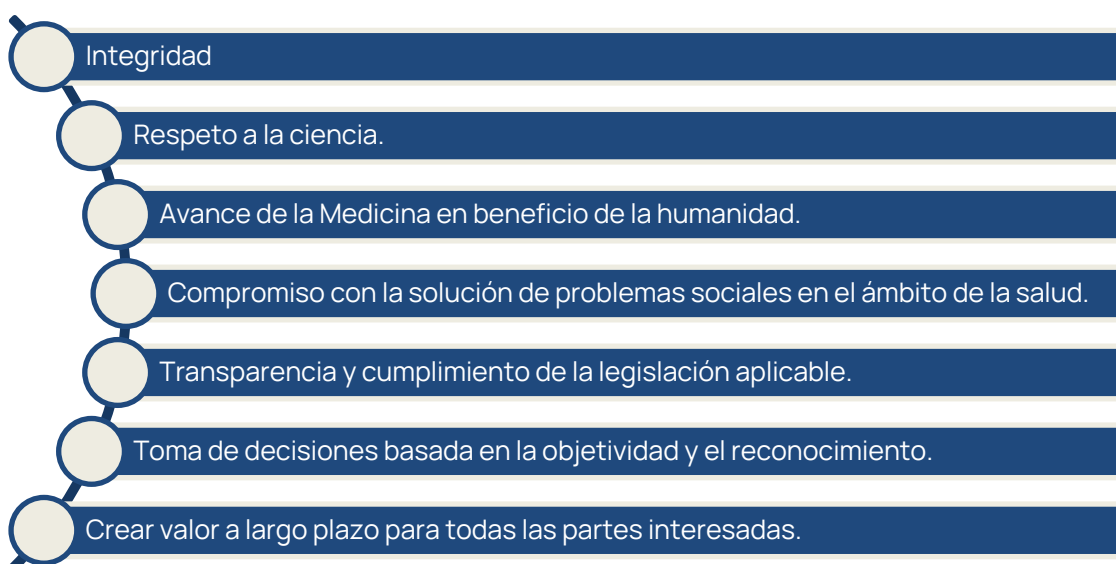 Integridad
Respeto a la ciencia.
Avance de la Medicina en beneficio de la humanidad.
Compromiso con la solución de problemas sociales en el ámbito de la salud.
Transparencia y cumplimiento de la legislación aplicable.
Toma de decisiones basada en la objetividad y el reconocimiento.
Crear valor a largo plazo para todas las partes interesadas.